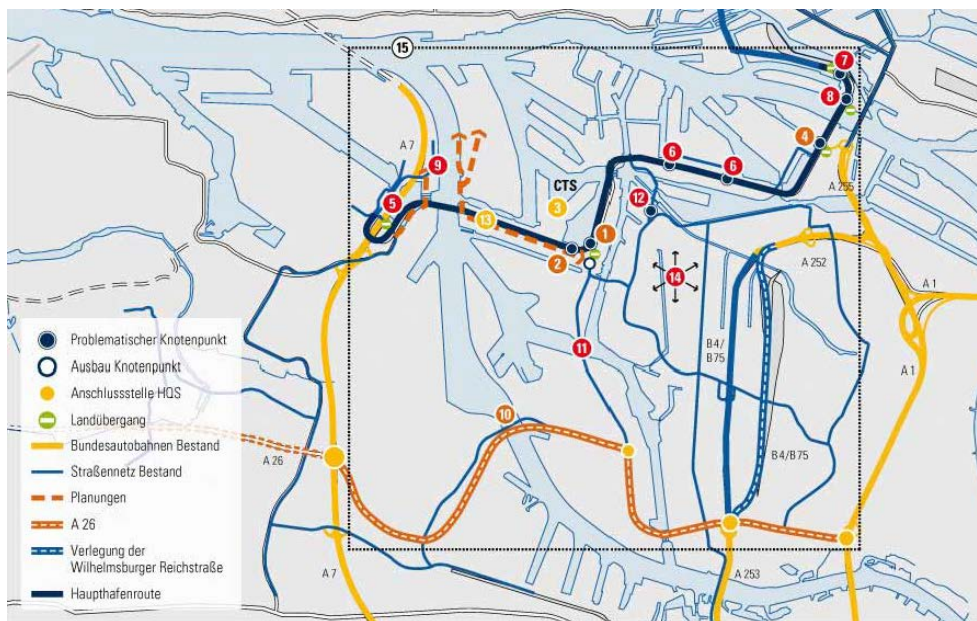 15
7
8
A 7
9
6
6
4
A 255
5
CTS
3
12
13
1
2
14
A 252
A 1
11
B4/
B75
A 1
Problematischer Knotenpunkt
Ausbau Knotenpunkt
Anschlussstelle HQS
Landübergang
Bundesautobahnen Bestand
Straßennetz Bestand
Planungen
A 26
Verlegung der
Wilhelmsburger Reichstraße
Haupthafenroute
10
A 26
B4/B75
A 7
A 253